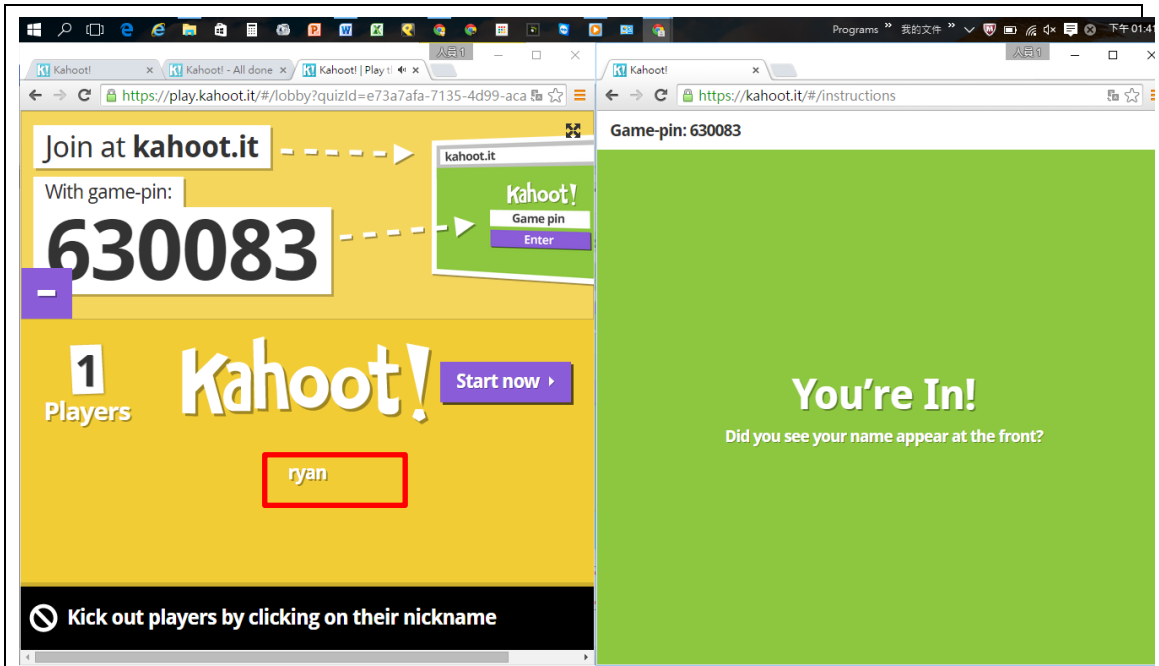 Programs » 我的文件 » 下午 01:41
人員1
Kahoot!
Kahoot! - All done
Kahoot! | Play t
https://play.kahoot.it/#/lobby?quizId=e73a7afa-7135-4d99-aca
Join at kahoot.it
With game-pin:
630083
kahoot.it
Kahoot!
Game pin
Enter
1
Players
Kahoot!
Start now
ryan
Kick out players by clicking on their nickname
人員1
Kahoot!
https://kahoot.it/#/instructions
Game-pin: 630083
You're In!
Did you see your name appear at the front?